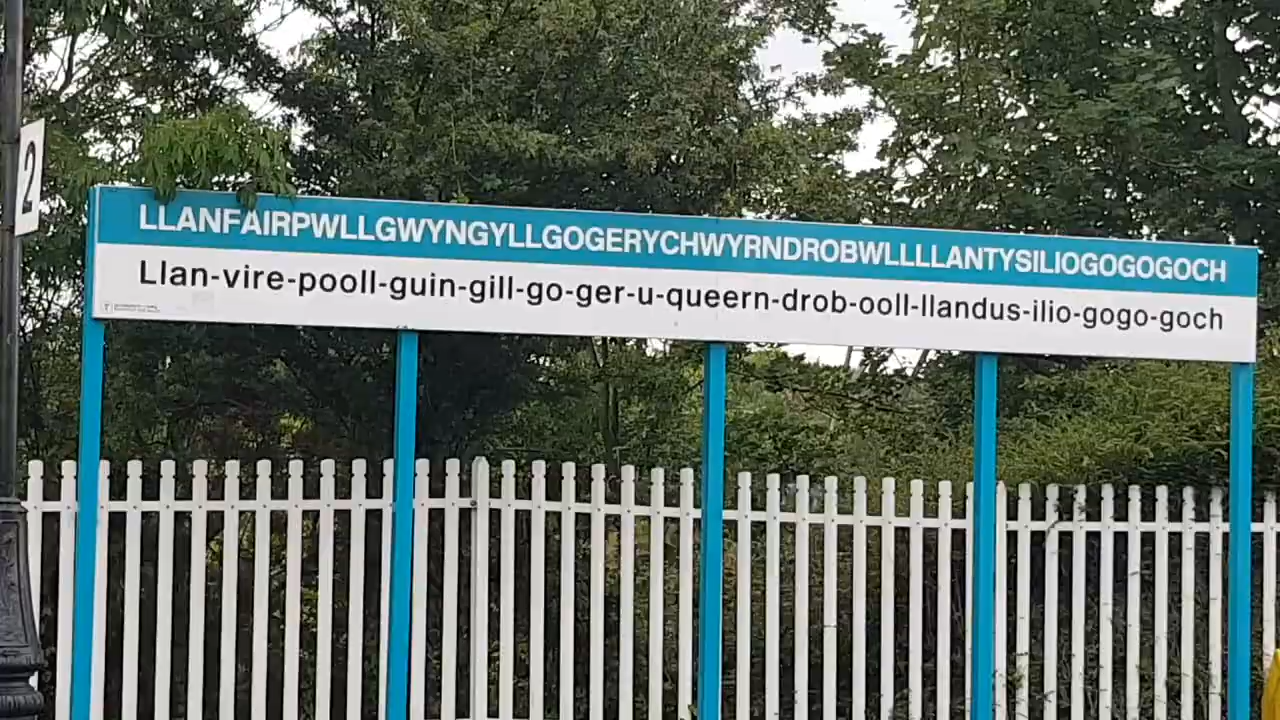 2
LLANFAIRPWLLGWYNGYLLGOGERYCHWYRNDROBWLLLLANTYSILIOGOGOGOCH
Llan-vire-pooll-guin-gill-go-ger-u-queern-drob-ooll-llandus-ilio-gogo-goch